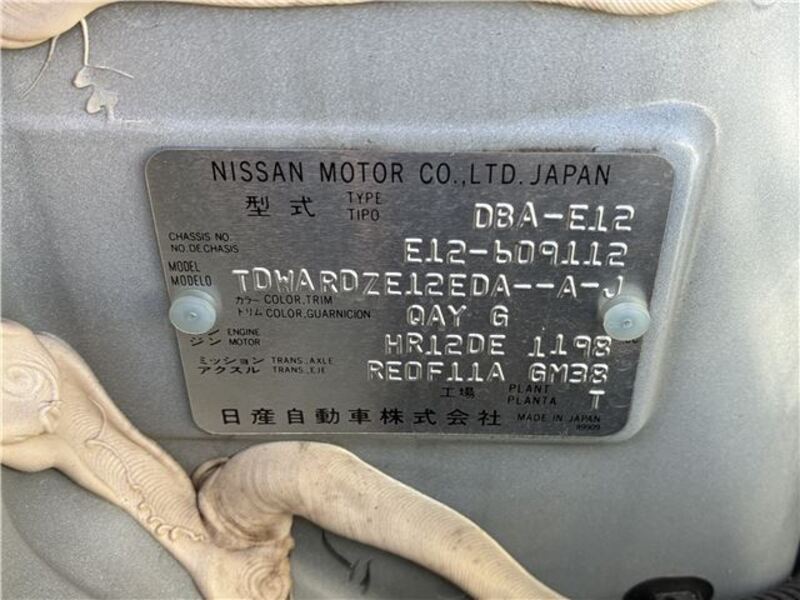 NISSAN MOTOR CO.,LTD. JAPAN
型式 TYPE TIPO DBA-E12
CHASSIS NO.
NO.DE CHASIS E12-609112
MODEL
MODELO TDWARDZE12EDA--A-J
カラー COLOR,TRIM
トリム COLOR,GUARNICION QAY G
ジン ENGINE MOTOR HR12DE 1198
ミッション TRANS.,AXLE
アクスル TRANS.,EJE RE0F11A GM38
工場 PLANT PLANTA T
日産自動車株式会社 MADE IN JAPAN